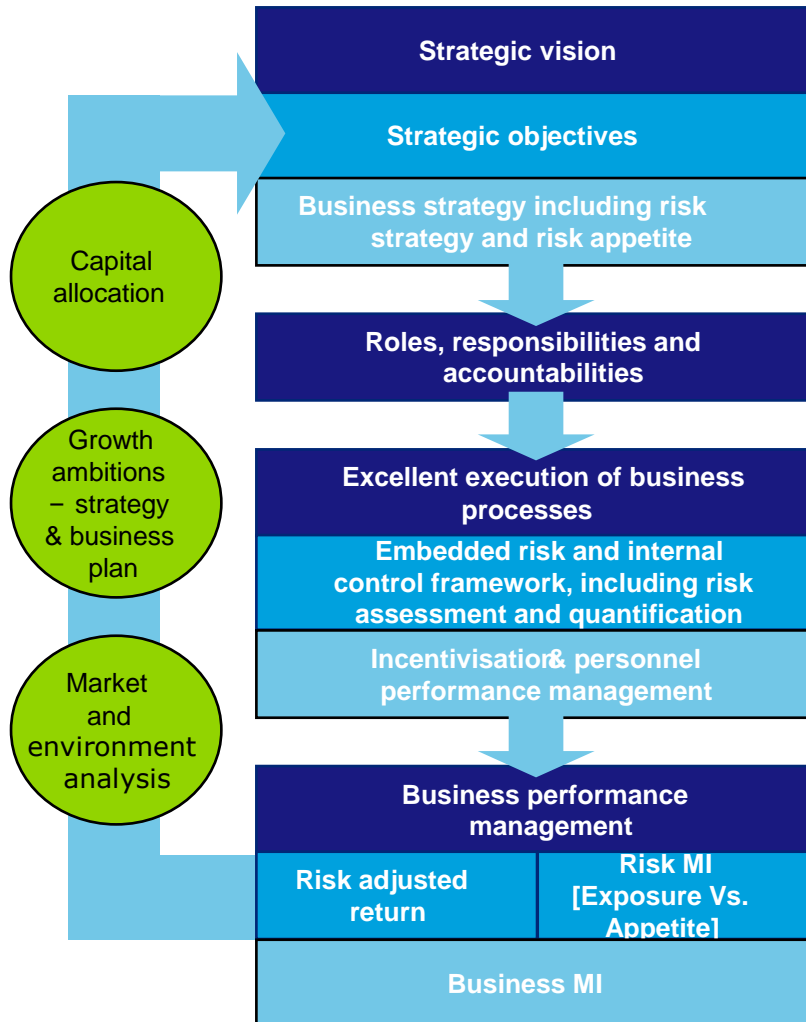 Strategic vision
Strategic objectives
Business strategy including risk
strategy and risk appetite
Capital
allocation
Roles, responsibilities and
accountabilities
Growth
ambitions
– strategy
& business
plan
Excellent execution of business
processes
Embedded risk and internal
control framework, including risk
assessment and quantification
Incentivisation& personnel
performance management
Market
and
environment
analysis
Business performance
management
Risk adjusted
return
Risk MI
[Exposure Vs.
Appetite]
Business MI